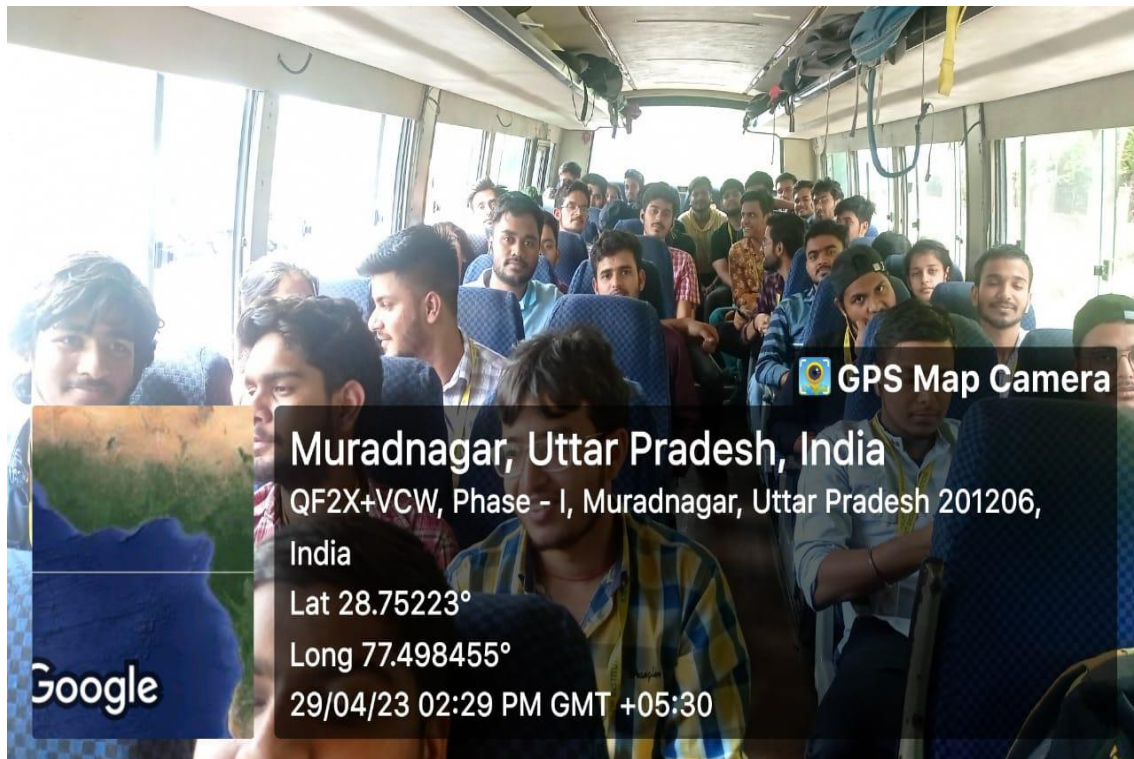 GPS Map Camera
Muradnagar, Uttar Pradesh, India
QF2X+VCW, Phase - I, Muradnagar, Uttar Pradesh 201206,
India
Lat 28.75223°
Long 77.498455°
29/04/23 02:29 PM GMT +05:30
Google